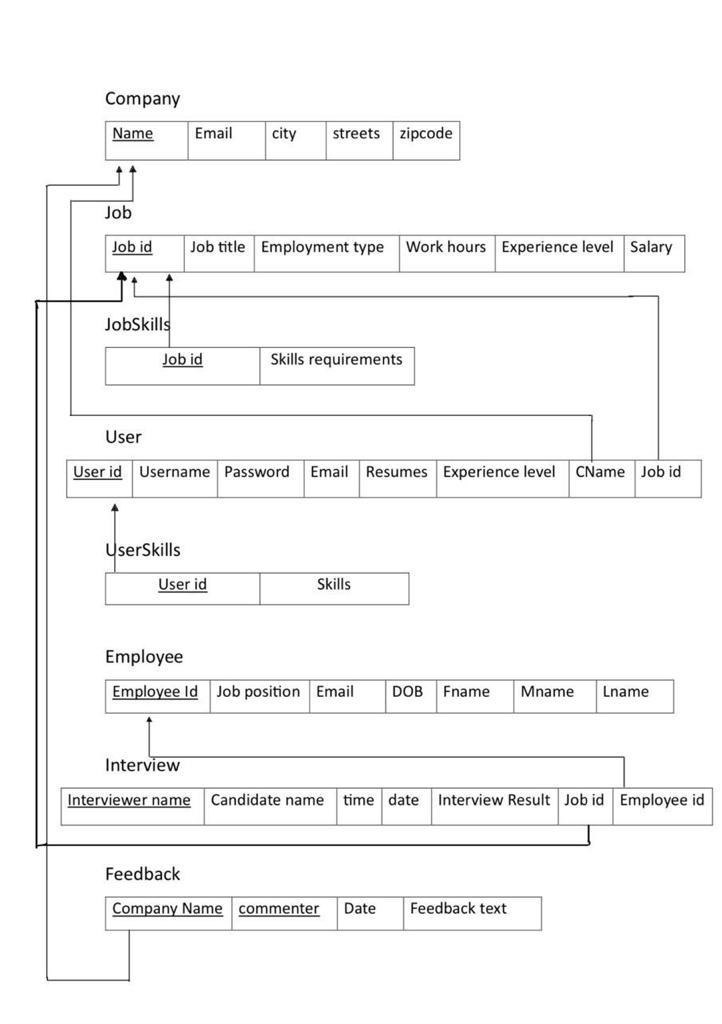 Company
Name Email city streets zipcode
Job
Job id Job title Employment type Work hours Experience level Salary
JobSkills
Job id Skills requirements
User
User id Username Password Email Resumes Experience level CName Job id
UserSkills
User id Skills
Employee
Employee Id Job position Email DOB Fname Mname Lname
Interview
Interviewer name Candidate name time date Interview Result Job id Employee id
Feedback
Company Name commenter Date Feedback text